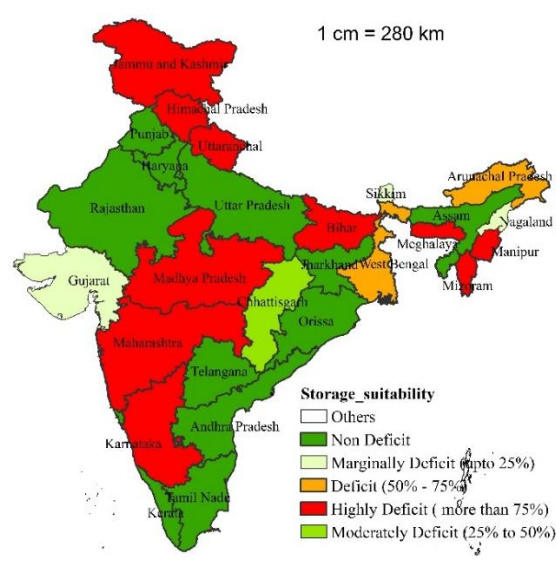 1 cm = 280 km
Jammu and Kashmir
Himachal Pradesh
Punjab
Uttaranchal
Haryana
Arunachal Pradesh
Sikkim
Rajasthan
Uttar Pradesh
Assam
Nagaland
Bihar
Meghalaya
Manipur
Gujarat
Madhya Pradesh
Jharkhand
West Bengal
Mizoram
Chhattisgarh
Orissa
Maharashtra
Telangana
Andhra Pradesh
Karnataka
Tamil Nade
Kerala
Storage_suitability
Others
Non Deficit
Marginally Deficit (upto 25%)
Deficit (50% - 75%)
Highly Deficit ( more than 75%)
Moderately Deficit (25% to 50%)